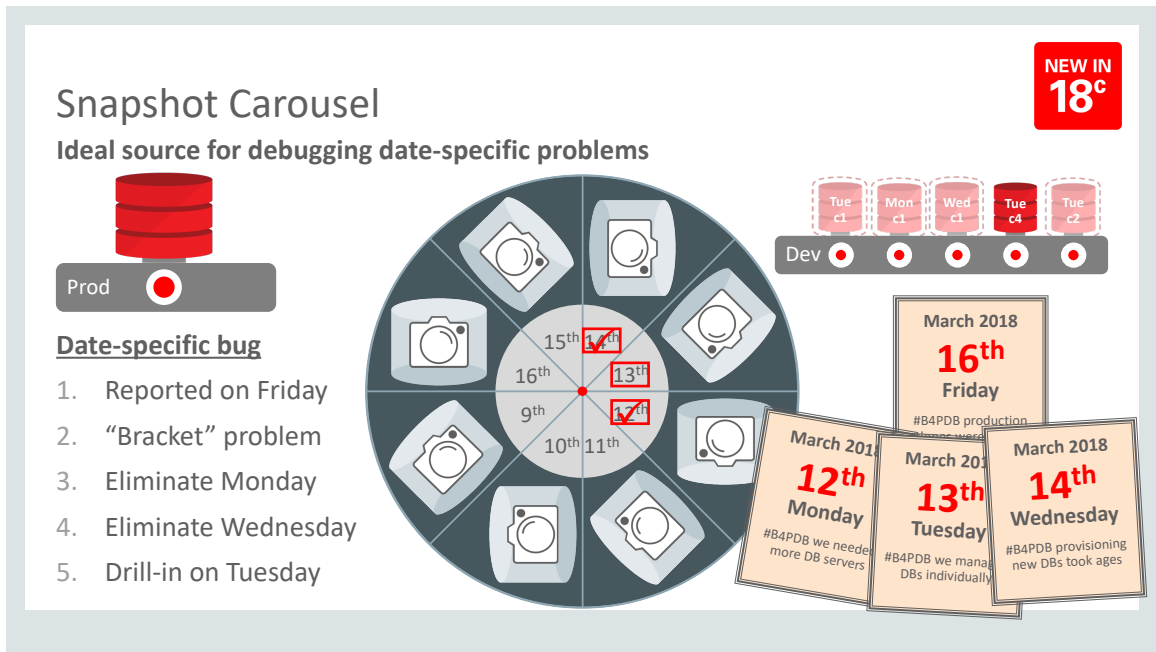 Snapshot Carousel
Ideal source for debugging date-specific problems
NEW IN
18c
Prod
Date-specific bug
1. Reported on Friday
2. “Bracket” problem
3. Eliminate Monday
4. Eliminate Wednesday
5. Drill-in on Tuesday
15th 14th
16th 13th
9th 12th
10th 11th
Tue
c1
Mon
c1
Wed
c1
Tue
c4
Tue
c2
Dev
March 2018
16th
Friday
#B4PDB production
March 201
12th
Monday
#B4PDB we neede
more DB servers
March 201
13th
Tuesday
#B4PDB we manag
DBs individually
March 2018
14th
Wednesday
#B4PDB provisioning
new DBs took ages